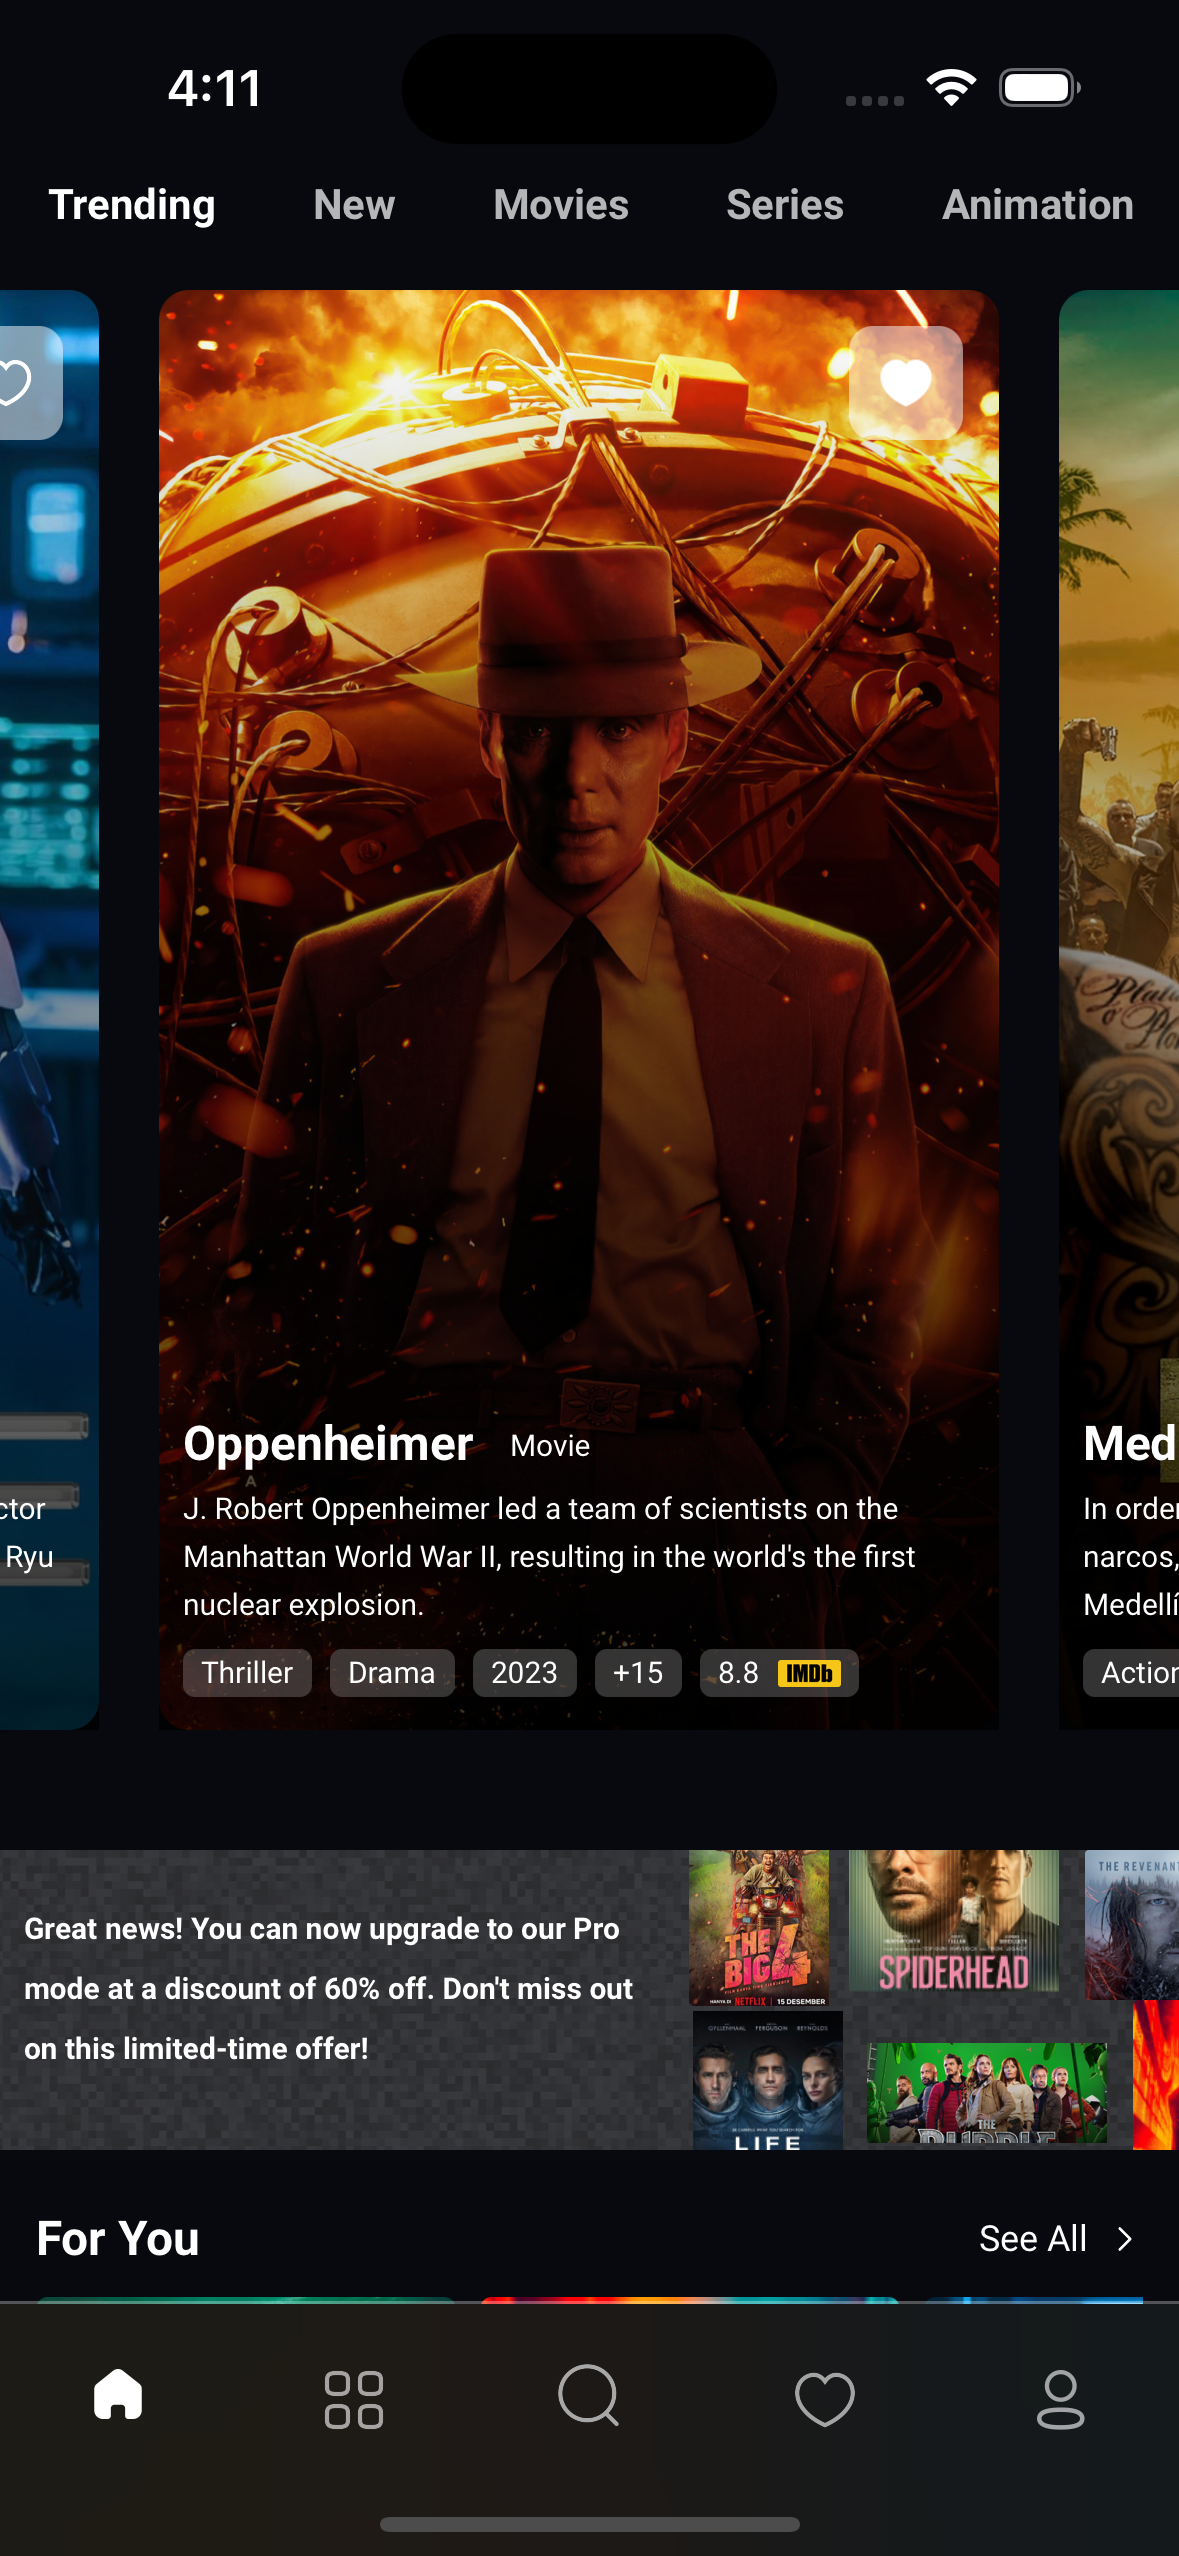 4:11
Trending New Movies Series Animation
Oppenheimer Movie
J. Robert Oppenheimer led a team of scientists on the
Manhattan World War II, resulting in the world's the first
nuclear explosion.
Thriller Drama 2023 +15 8.8 IMDb
ctor
Ryu
Med
In order
narcos,
Medellí
Action
Great news! You can now upgrade to our Pro
mode at a discount of 60% off. Don't miss out
on this limited-time offer!
THE
BIG 4
HANYA DI NETFLIX 15 DESEMBER
SPIDERHEAD
THE REVENANT
GYLLENHAAL FERGUSON REYNOLDS
LIFE
THE
BUBBLE
For You See All